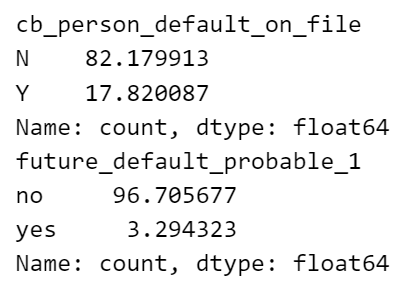 cb_person_default_on_file
N    82.179913
Y    17.820087
Name: count, dtype: float64
future_default_probable_1
no     96.705677
yes     3.294323
Name: count, dtype: float64